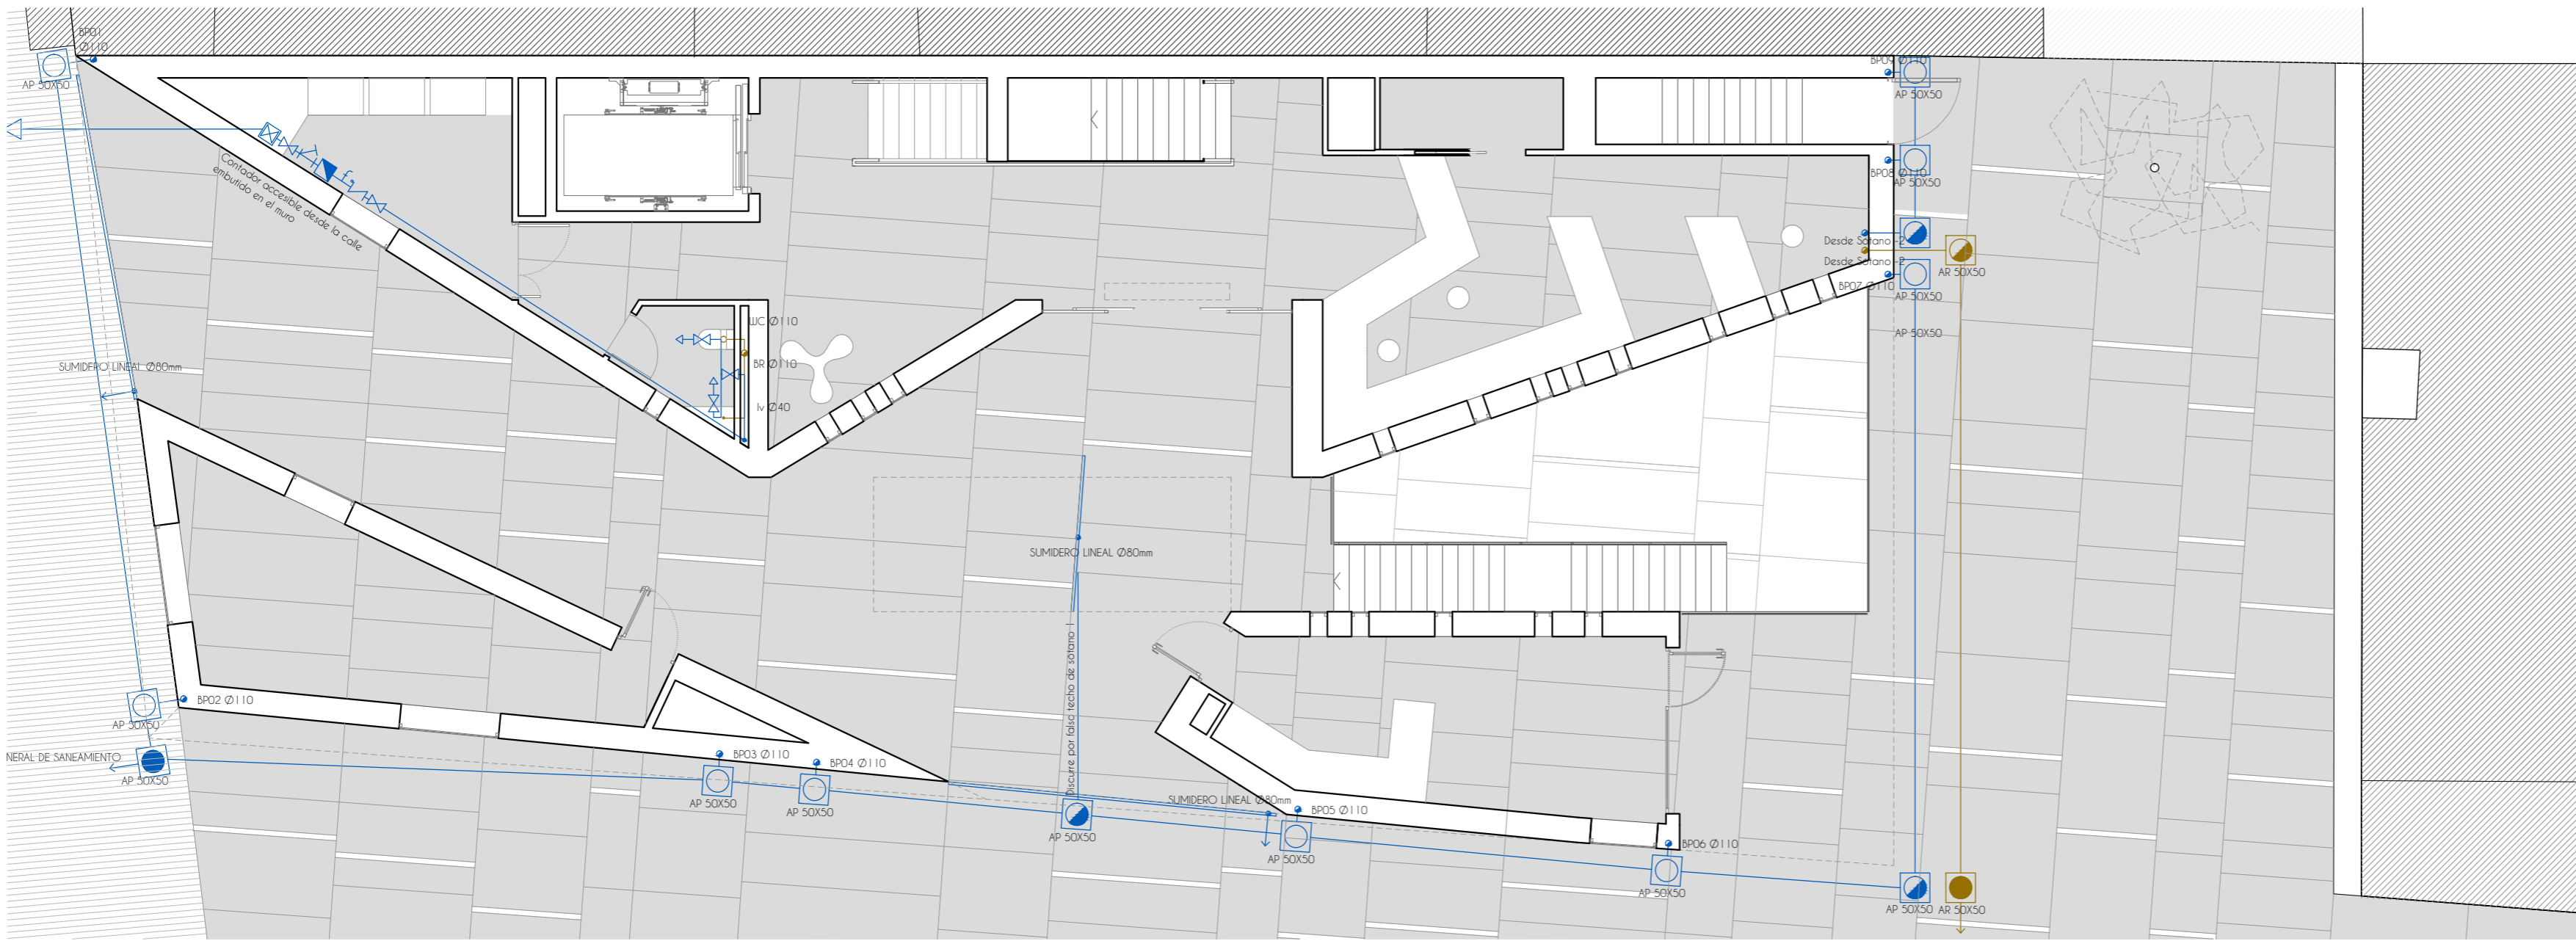 BP01
Ø110
AP 50X50
BP09 Ø110
AP 50X50
Contador accesible desde la calle
embutido en el muro
BP08 Ø110
AP 50X50
Desde Sótano -2
Desde Sótano -2
AR 50X50
BP07 Ø110
AP 50X50
AP 50X50
WC Ø110
BR Ø110
lv Ø40
SUMIDERO LINEAL Ø80mm
SUMIDERO LINEAL Ø80mm
Discurre por falso techo de sótano 1
BP02 Ø110
AP 50X50
NERAL DE SANEAMIENTO
AP 50X50
BP03 Ø110
AP 50X50
BP04 Ø110
AP 50X50
AP 50X50
SUMIDERO LINEAL Ø80mm
BP05 Ø110
AP 50X50
BP06 Ø110
AP 50X50
AP 50X50
AR 50X50